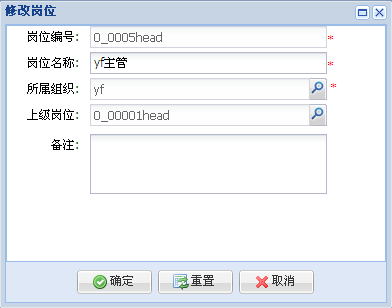 修改岗位
岗位编号: 0_0005head *
岗位名称: yf主管 *
所属组织: yf *
上级岗位: 0_00001head
备注:
确定 重置 取消